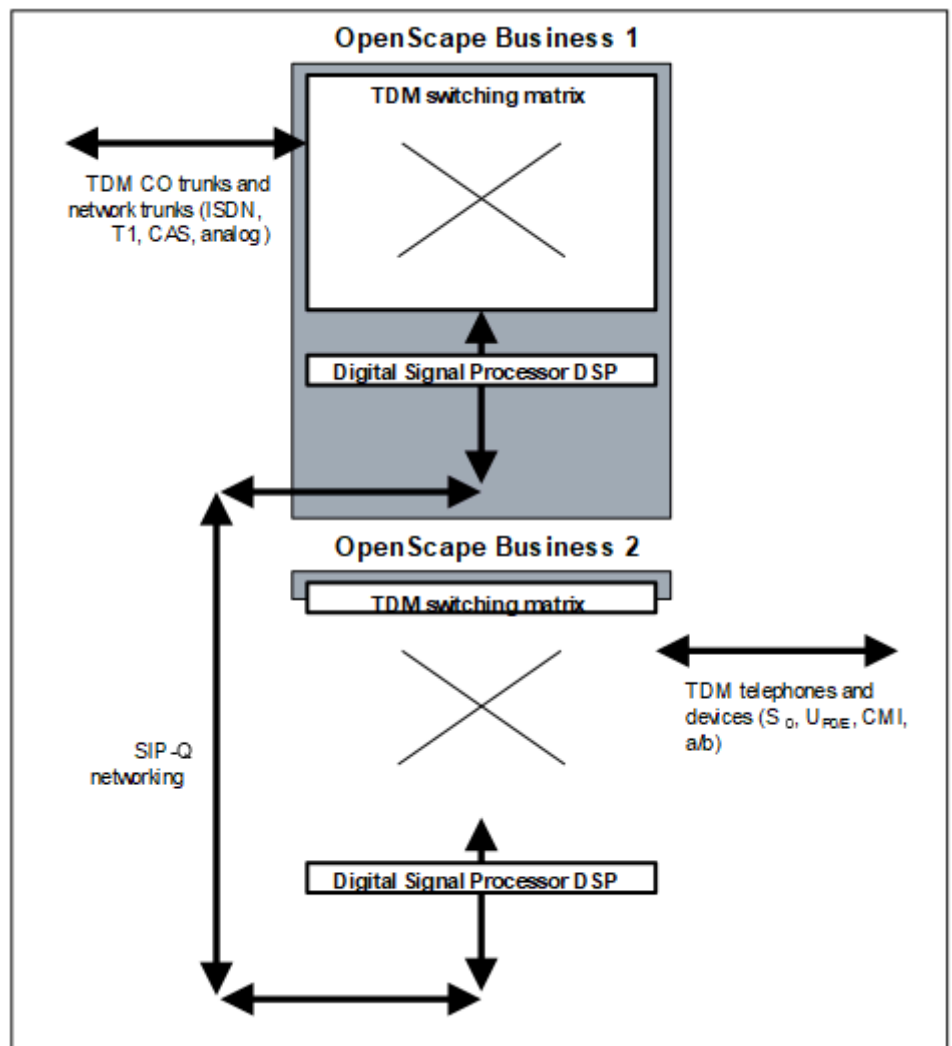 OpenScape Business 1
TDM switching matrix
TDM CO trunks and
network trunks (ISDN,
T1, CAS, analog)
Digital Signal Processor DSP
OpenScape Business 2
TDM switching matrix
TDM telephones and
devices (S₀, U_P0/E, CMI,
a/b)
SIP-Q
networking
Digital Signal Processor DSP